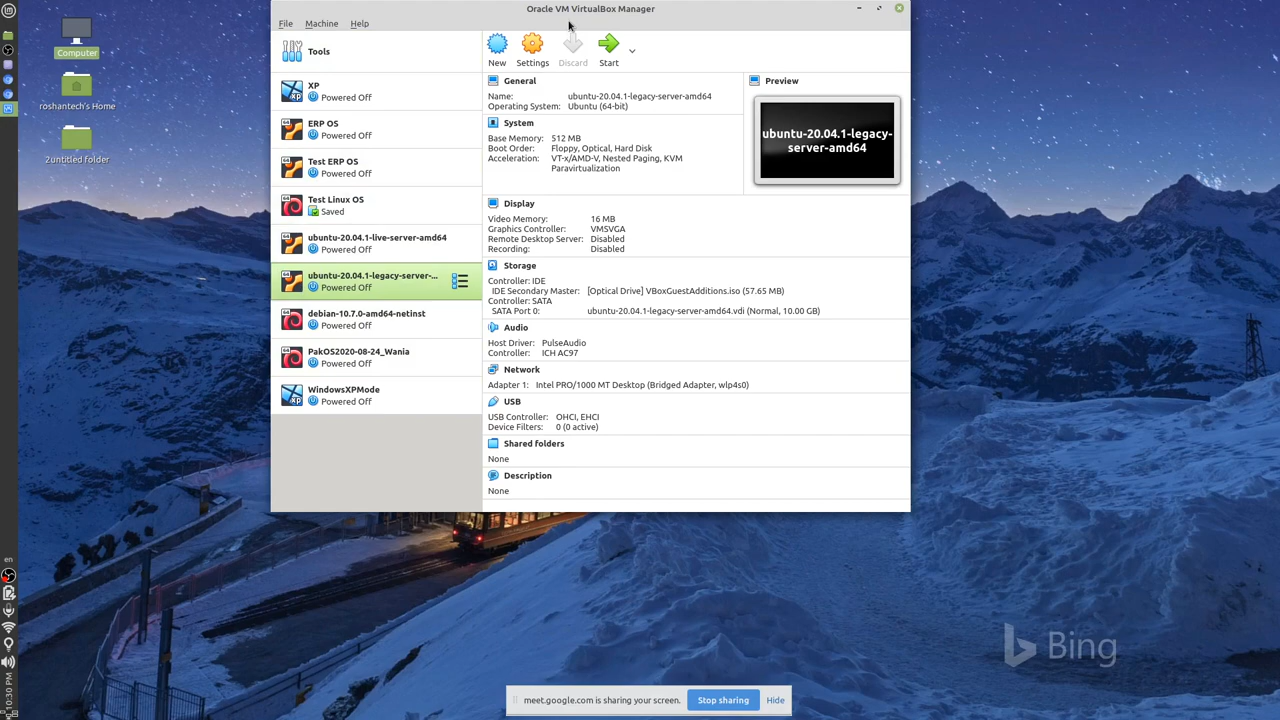 Oracle VM VirtualBox Manager
File Machine Help
Computer
roshantech's Home
2untitled folder
Tools
New Settings Discard Start
XP
Powered Off
ERP OS
Powered Off
Test ERP OS
Powered Off
Test Linux OS
Saved
ubuntu-20.04.1-live-server-amd64
Powered Off
ubuntu-20.04.1-legacy-server-...
Powered Off
debian-10.7.0-amd64-netinst
Powered Off
PakOS2020-08-24_Wania
Powered Off
WindowsXPMode
Powered Off
General
Name: ubuntu-20.04.1-legacy-server-amd64
Operating System: Ubuntu (64-bit)
System
Base Memory: 512 MB
Boot Order: Floppy, Optical, Hard Disk
Acceleration: VT-x/AMD-V, Nested Paging, KVM
Paravirtualization
Preview
ubuntu-20.04.1-legacy-
server-amd64
Display
Video Memory: 16 MB
Graphics Controller: VMSVGA
Remote Desktop Server: Disabled
Recording: Disabled
Storage
Controller: IDE
IDE Secondary Master: [Optical Drive] VBoxGuestAdditions.iso (57.65 MB)
Controller: SATA
SATA Port 0: ubuntu-20.04.1-legacy-server-amd64.vdi (Normal, 10.00 GB)
Audio
Host Driver: PulseAudio
Controller: ICH AC97
Network
Adapter 1: Intel PRO/1000 MT Desktop (Bridged Adapter, wlp4s0)
USB
USB Controller: OHCI, EHCI
Device Filters: 0 (0 active)
Shared folders
None
Description
None
en
10:30 PM
Bing
meet.google.com is sharing your screen. Stop sharing Hide